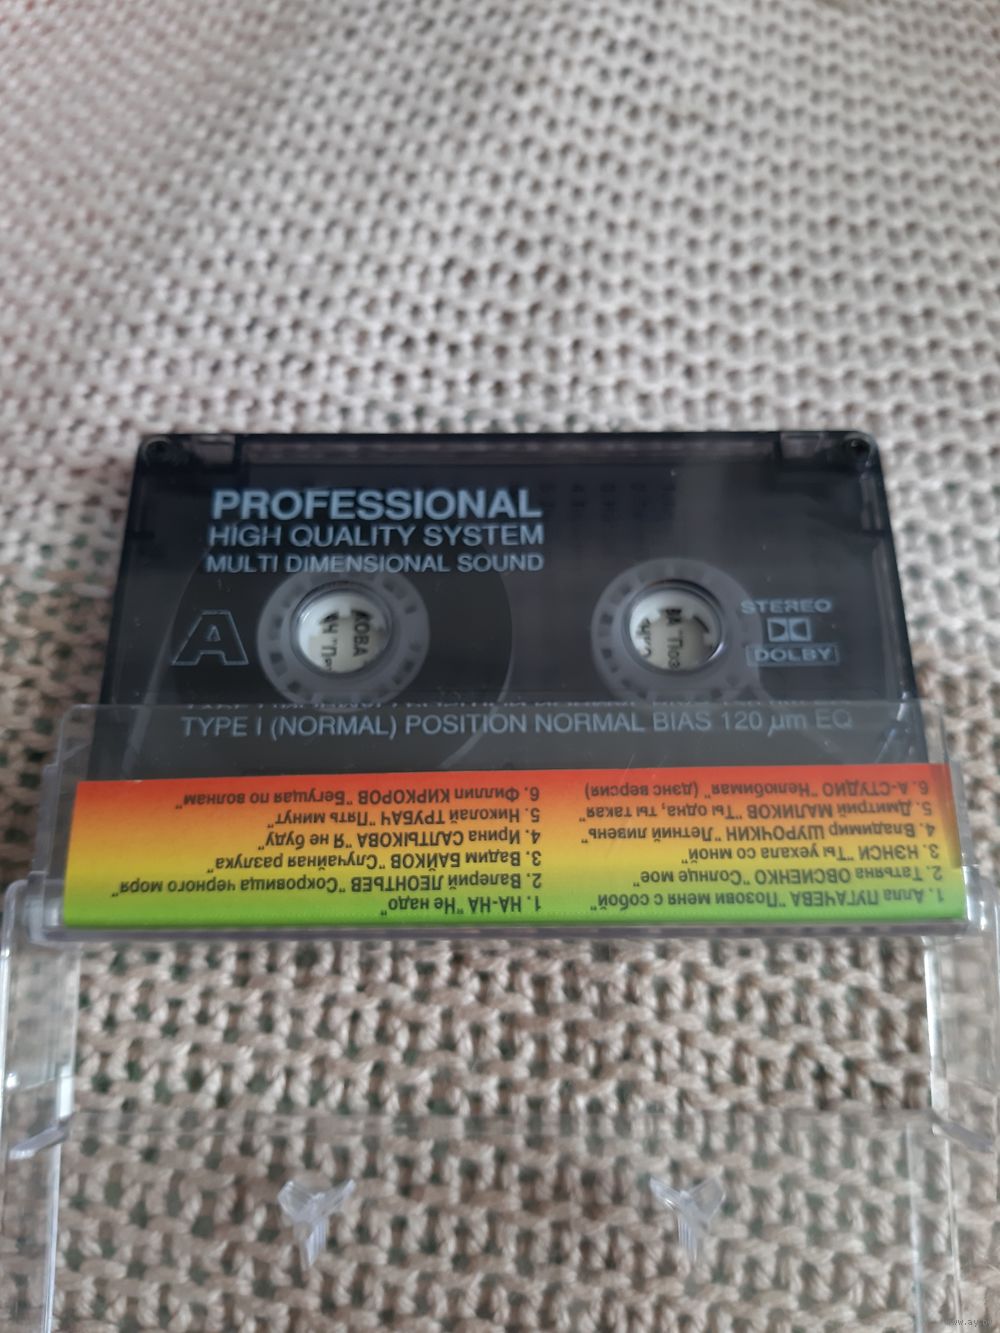 PROFESSIONAL
HIGH QUALITY SYSTEM
MULTI DIMENSIONAL SOUND
A
STEREO
DOLBY
TYPE I (NORMAL) POSITION NORMAL BIAS 120 µm EQ
1. Алла ПУГАЧЕВА "Позови меня с собой"
2. Татьяна ОВСИЕНКО "Солнце мое"
3. НЭНСИ "Ты уехала со мной"
4. Владимир ШУРОЧКИН "Летний ливень"
5. Дмитрий МАЛИКОВ "Ты одна, ты такая"
6. А-СТУДИО "Нелюбимая" (дэнс версия)
1. НА-НА "Не надо"
2. Валерий ЛЕОНТЬЕВ "Сокровища черного моря"
3. Вадим БАЙКОВ "Случайная разлука"
4. Ирина САЛТЫКОВА "Я не буду"
5. Николай ТРУБАЧ "Пять минут"
6. Филлип КИРКОРОВ "Бегущая по волнам"